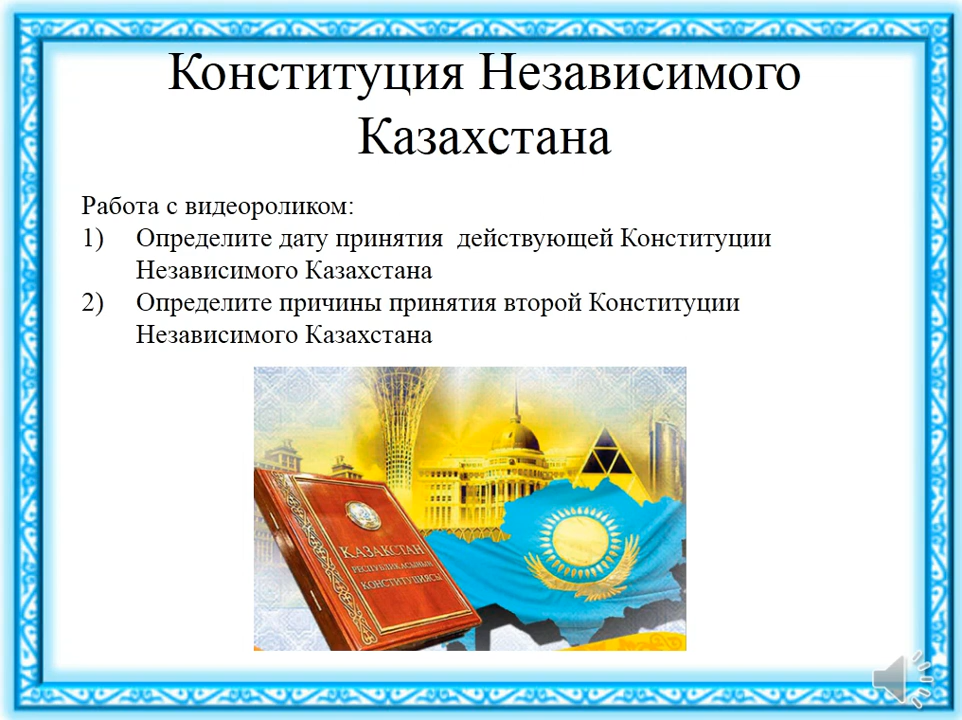 Конституция Независимого
Казахстана
Работа с видеороликом:
1) Определите дату принятия действующей Конституции
Независимого Казахстана
2) Определите причины принятия второй Конституции
Независимого Казахстана
ҚАЗАҚСТАН
РЕСПУБЛИКАСЫНЫҢ
КОНСТИТУЦИЯСЫ